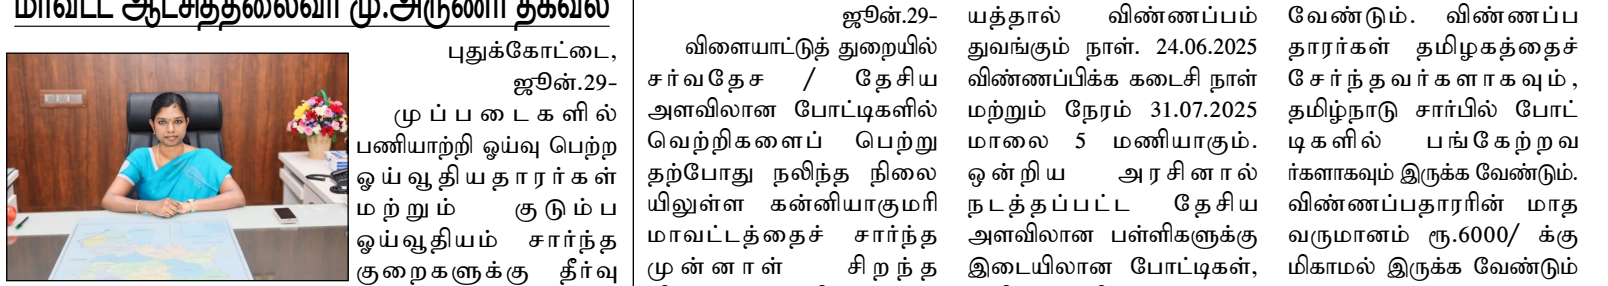 மாவட்ட ஆட்சித்தலைவர் மு.அருணா தகவல்
புதுக்கோட்டை,
ஜூன்.29-
முப்படைகளில்
பணியாற்றி ஓய்வு பெற்ற
ஓய்வூதியதாரர்கள்
மற்றும் குடும்ப
ஓய்வூதியம் சார்ந்த
குறைகளுக்கு தீர்வு
ஜூன்.29-
விளையாட்டுத் துறையில்
சர்வதேச / தேசிய
அளவிலான போட்டிகளில்
வெற்றிகளைப் பெற்று
தற்போது நலிந்த நிலை
யிலுள்ள கன்னியாகுமரி
மாவட்டத்தைச் சார்ந்த
முன்னாள் சிறந்த
யத்தால் விண்ணப்பம்
துவங்கும் நாள். 24.06.2025
விண்ணப்பிக்க கடைசி நாள்
மற்றும் நேரம் 31.07.2025
மாலை 5 மணியாகும்.
ஒன்றிய அரசினால்
நடத்தப்பட்ட தேசிய
அளவிலான பள்ளிகளுக்கு
இடையிலான போட்டிகள்,
வேண்டும். விண்ணப்ப
தாரர்கள் தமிழகத்தைச்
சேர்ந்தவர்களாகவும்,
தமிழ்நாடு சார்பில் போட்
டிகளில் பங்கேற்றவ
ர்களாகவும் இருக்க வேண்டும்.
விண்ணப்பதாரரின் மாத
வருமானம் ரூ.6000/ க்கு
மிகாமல் இருக்க வேண்டும்